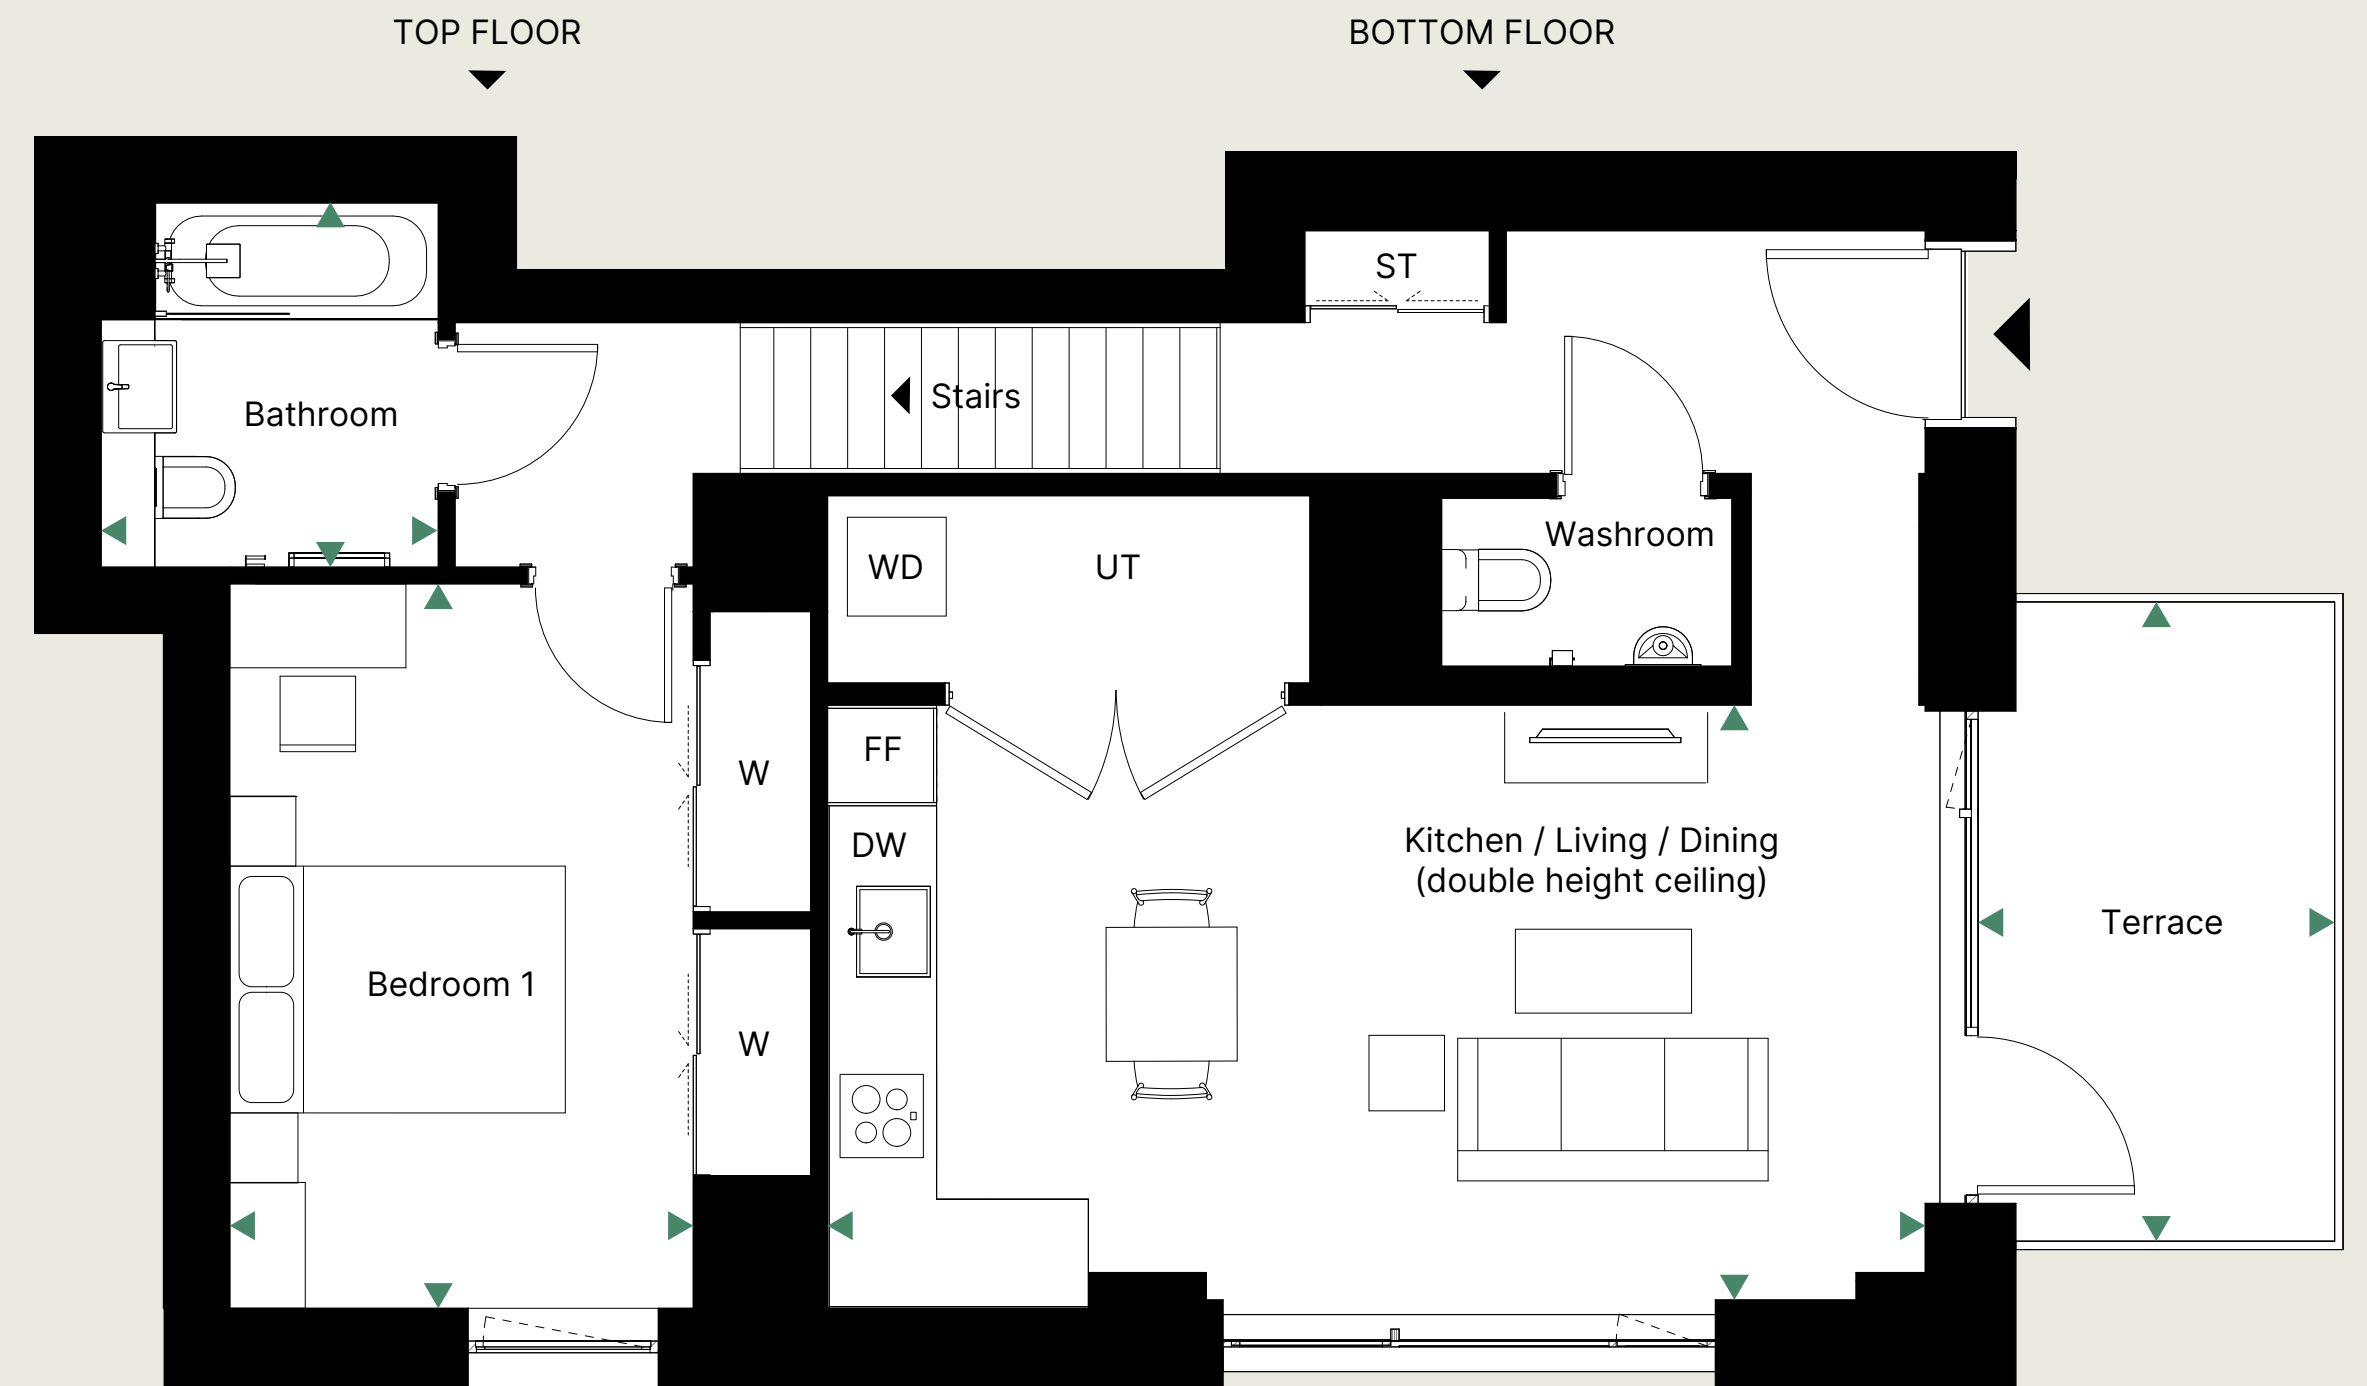 TOP FLOOR
BOTTOM FLOOR
ST
Stairs
Bathroom
Washroom
WD
UT
FF
W
DW
Kitchen / Living / Dining
(double height ceiling)
Terrace
Bedroom 1
W